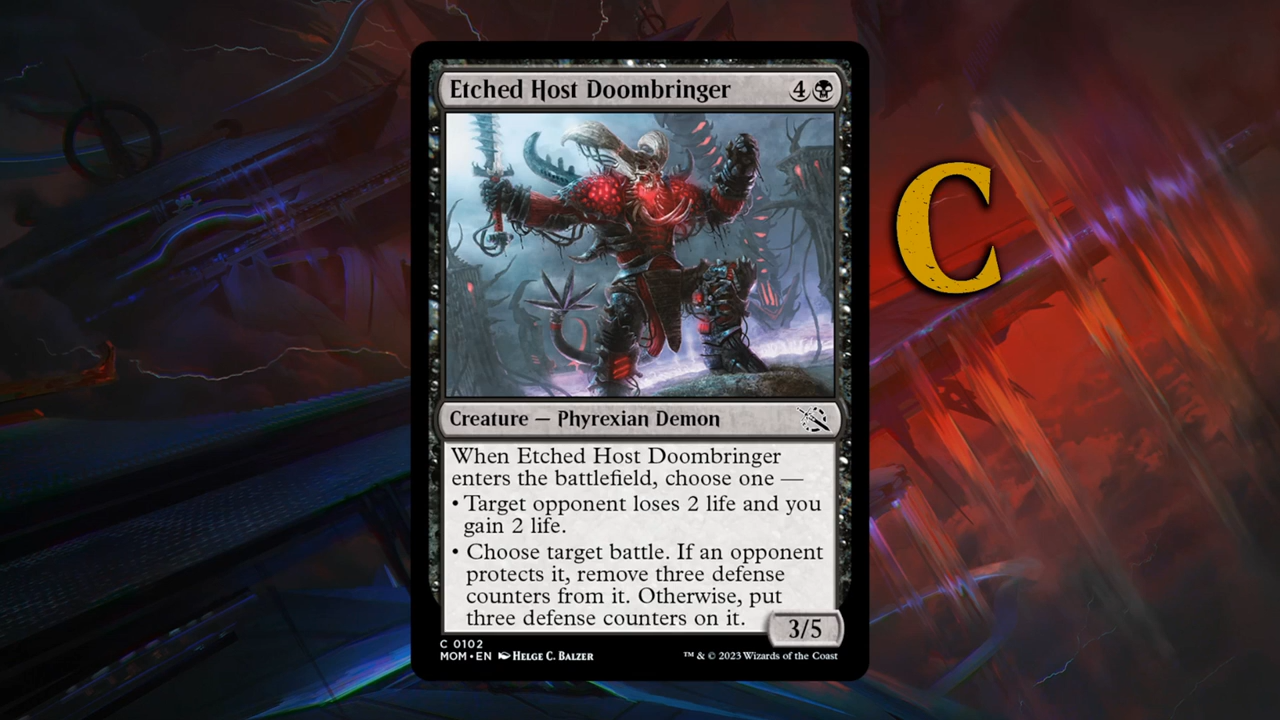 Etched Host Doombringer 4
C
Creature — Phyrexian Demon
When Etched Host Doombringer
enters the battlefield, choose one —
• Target opponent loses 2 life and you
gain 2 life.
• Choose target battle. If an opponent
protects it, remove three defense
counters from it. Otherwise, put
three defense counters on it.
3/5
C 0102
MOM • EN Helge C. Balzer
™ & © 2023 Wizards of the Coast